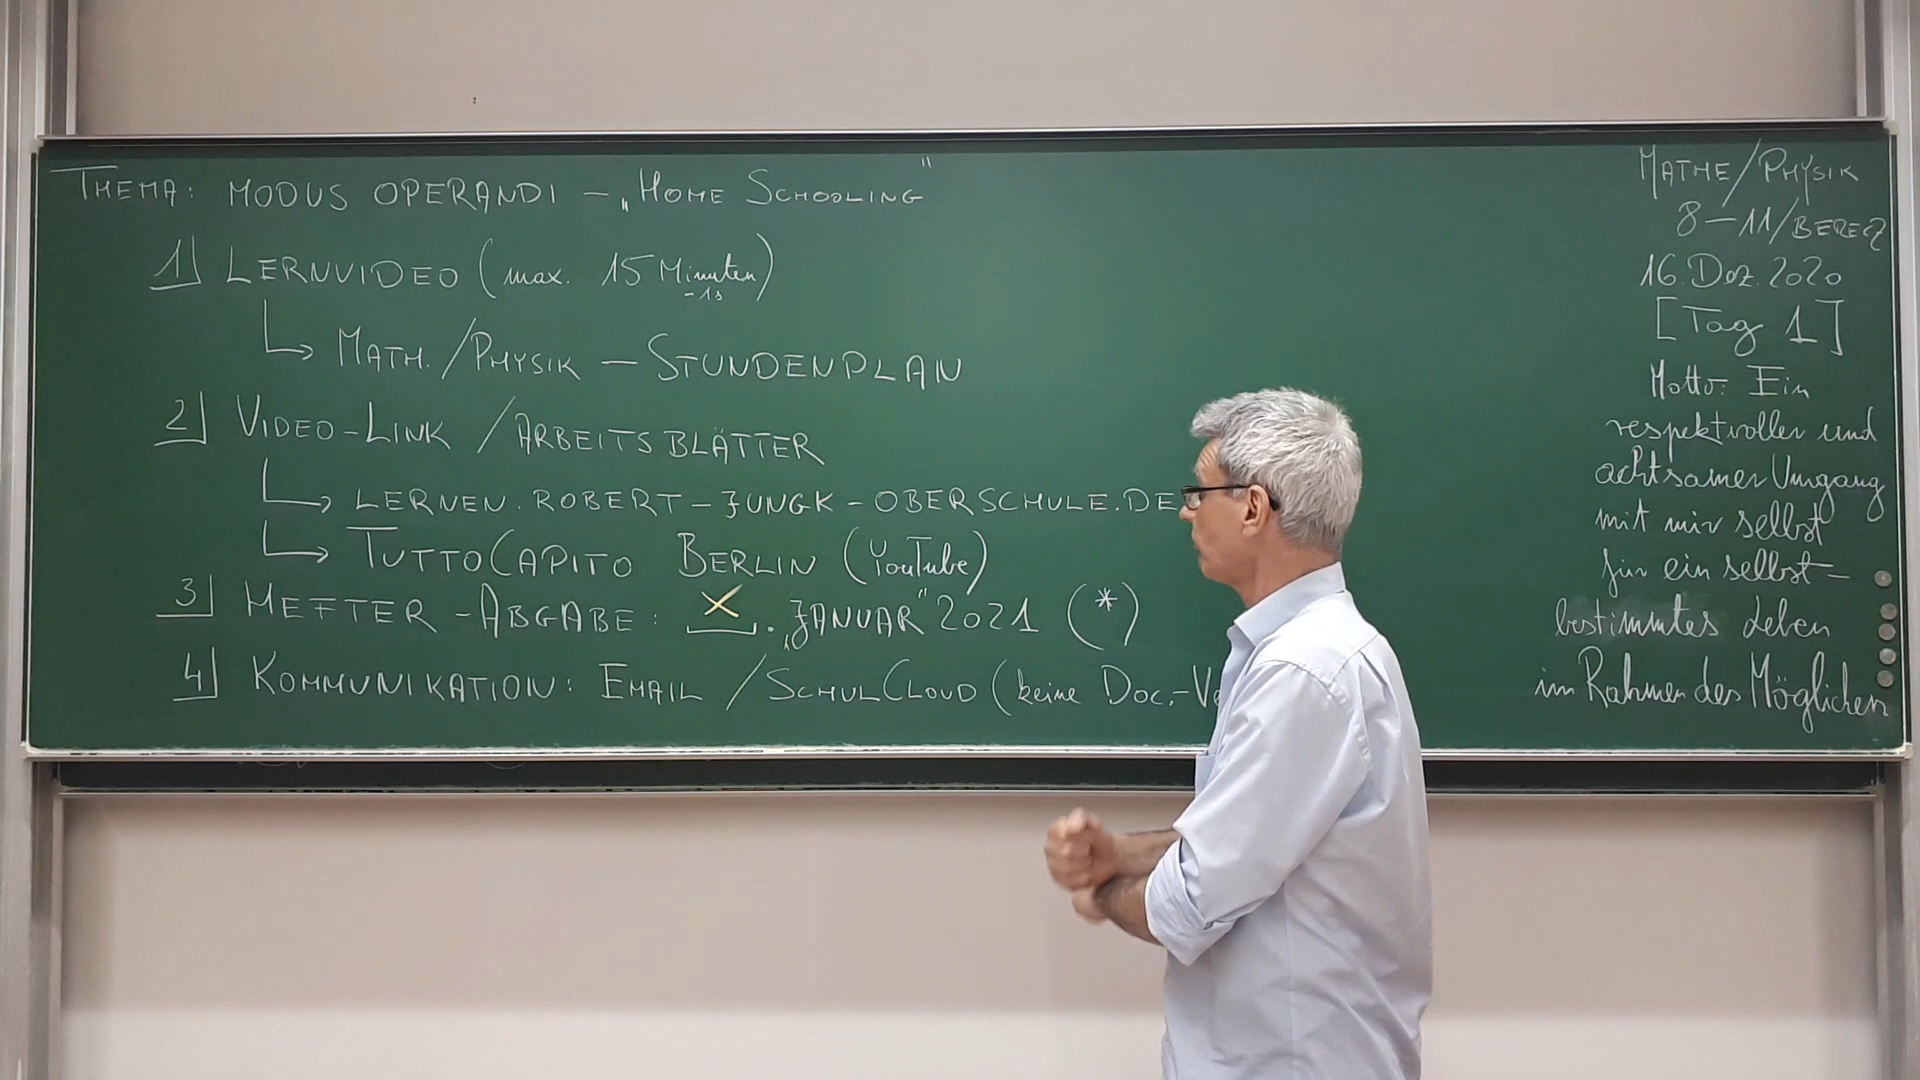 THEMA: MODUS OPERANDI – „HOME SCHOOLING"
1] LERNVIDEO (max. 15 Minuten)
-1s
MATH./PHYSIK – STUNDENPLAN
2] VIDEO-LINK / ARBEITSBLÄTTER
LERNEN.ROBERT-JUNGK-OBERSCHULE.DE
TUTTOCAPITO BERLIN (YouTube)
3] HEFTER-ABGABE: X. „JANUAR" 2021 (*)
4] KOMMUNIKATION: EMAIL / SCHULCLOUD (keine Doc.-
MATHE/PHYSIK
8–11/BERECZ
16.Dez.2020
[Tag 1]
Motto: Ein
respektvoller und
achtsamer Umgang
mit mir selbst
für ein selbst-
bestimmtes Leben
im Rahmen des Möglichen